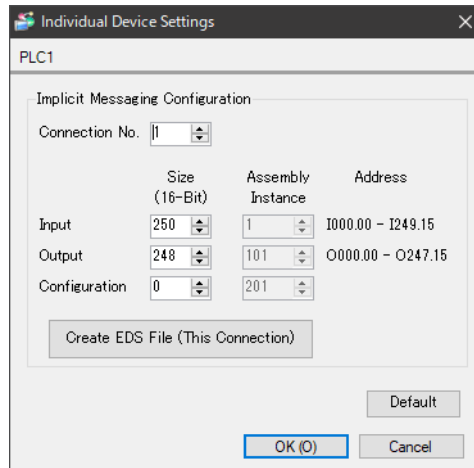 Individual Device Settings
PLC1
Implicit Messaging Configuration
Connection No. 1
Size Assembly Address
(16-Bit) Instance
Input 250 1 I000.00 - I249.15
Output 248 101 O000.00 - O247.15
Configuration 0 201
Create EDS File (This Connection)
Default
OK (O) Cancel